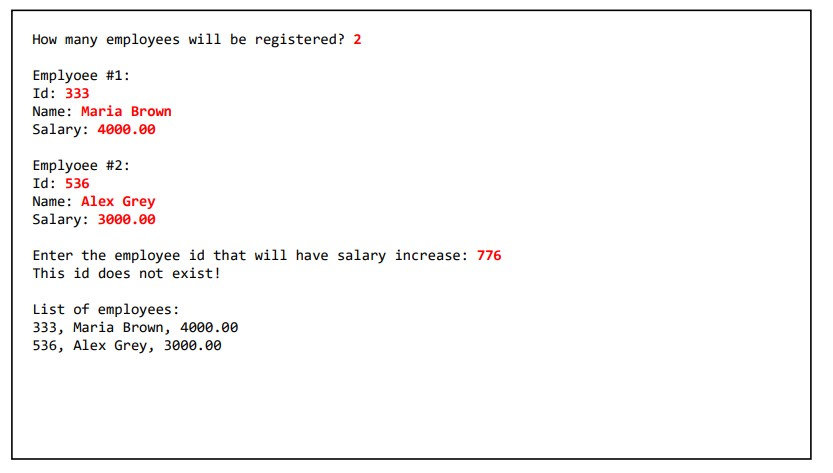 How many employees will be registered? 2
Emplyoee #1:
Id: 333
Name: Maria Brown
Salary: 4000.00
Emplyoee #2:
Id: 536
Name: Alex Grey
Salary: 3000.00
Enter the employee id that will have salary increase: 776
This id does not exist!
List of employees:
333, Maria Brown, 4000.00
536, Alex Grey, 3000.00